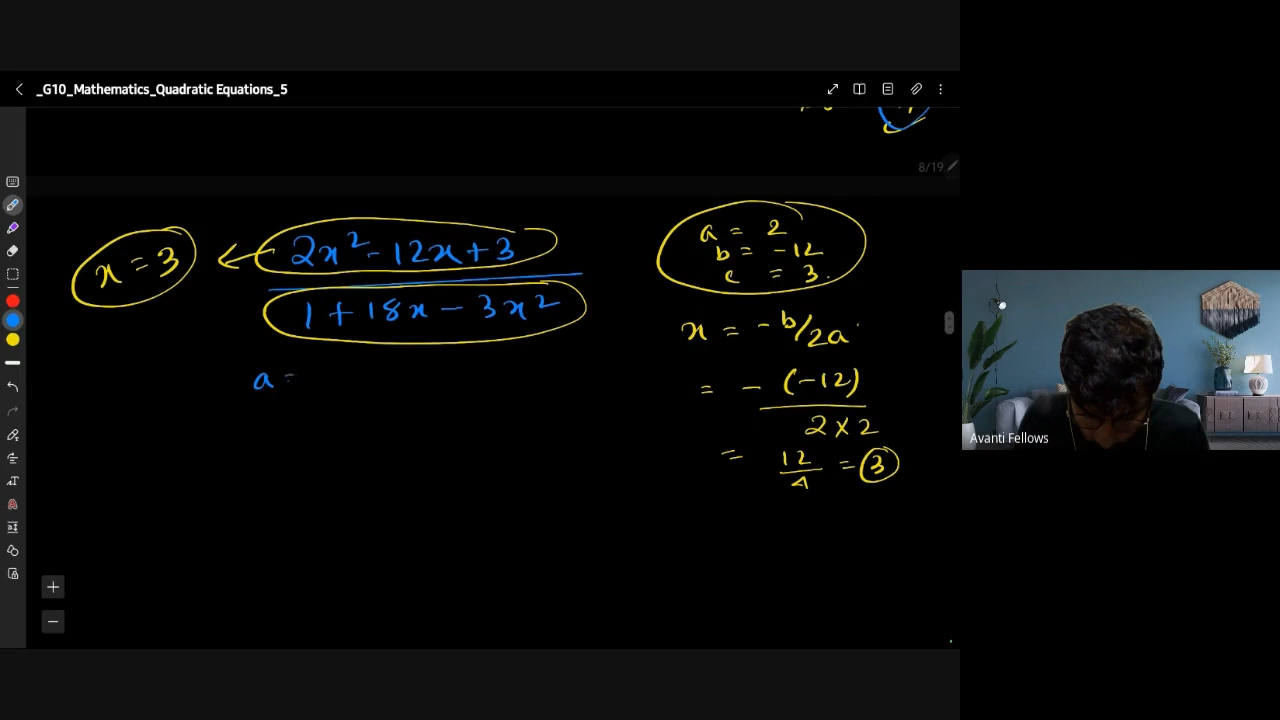 _G10_Mathematics_Quadratic Equations_5
8/19
x = 3 ← 2x² - 12x + 3
1 + 18x - 3x²
a =
a = 2
b = -12
c = 3.
x = -b/2a
= - (-12)
2 × 2
= 12/4 = 3
Avanti Fellows